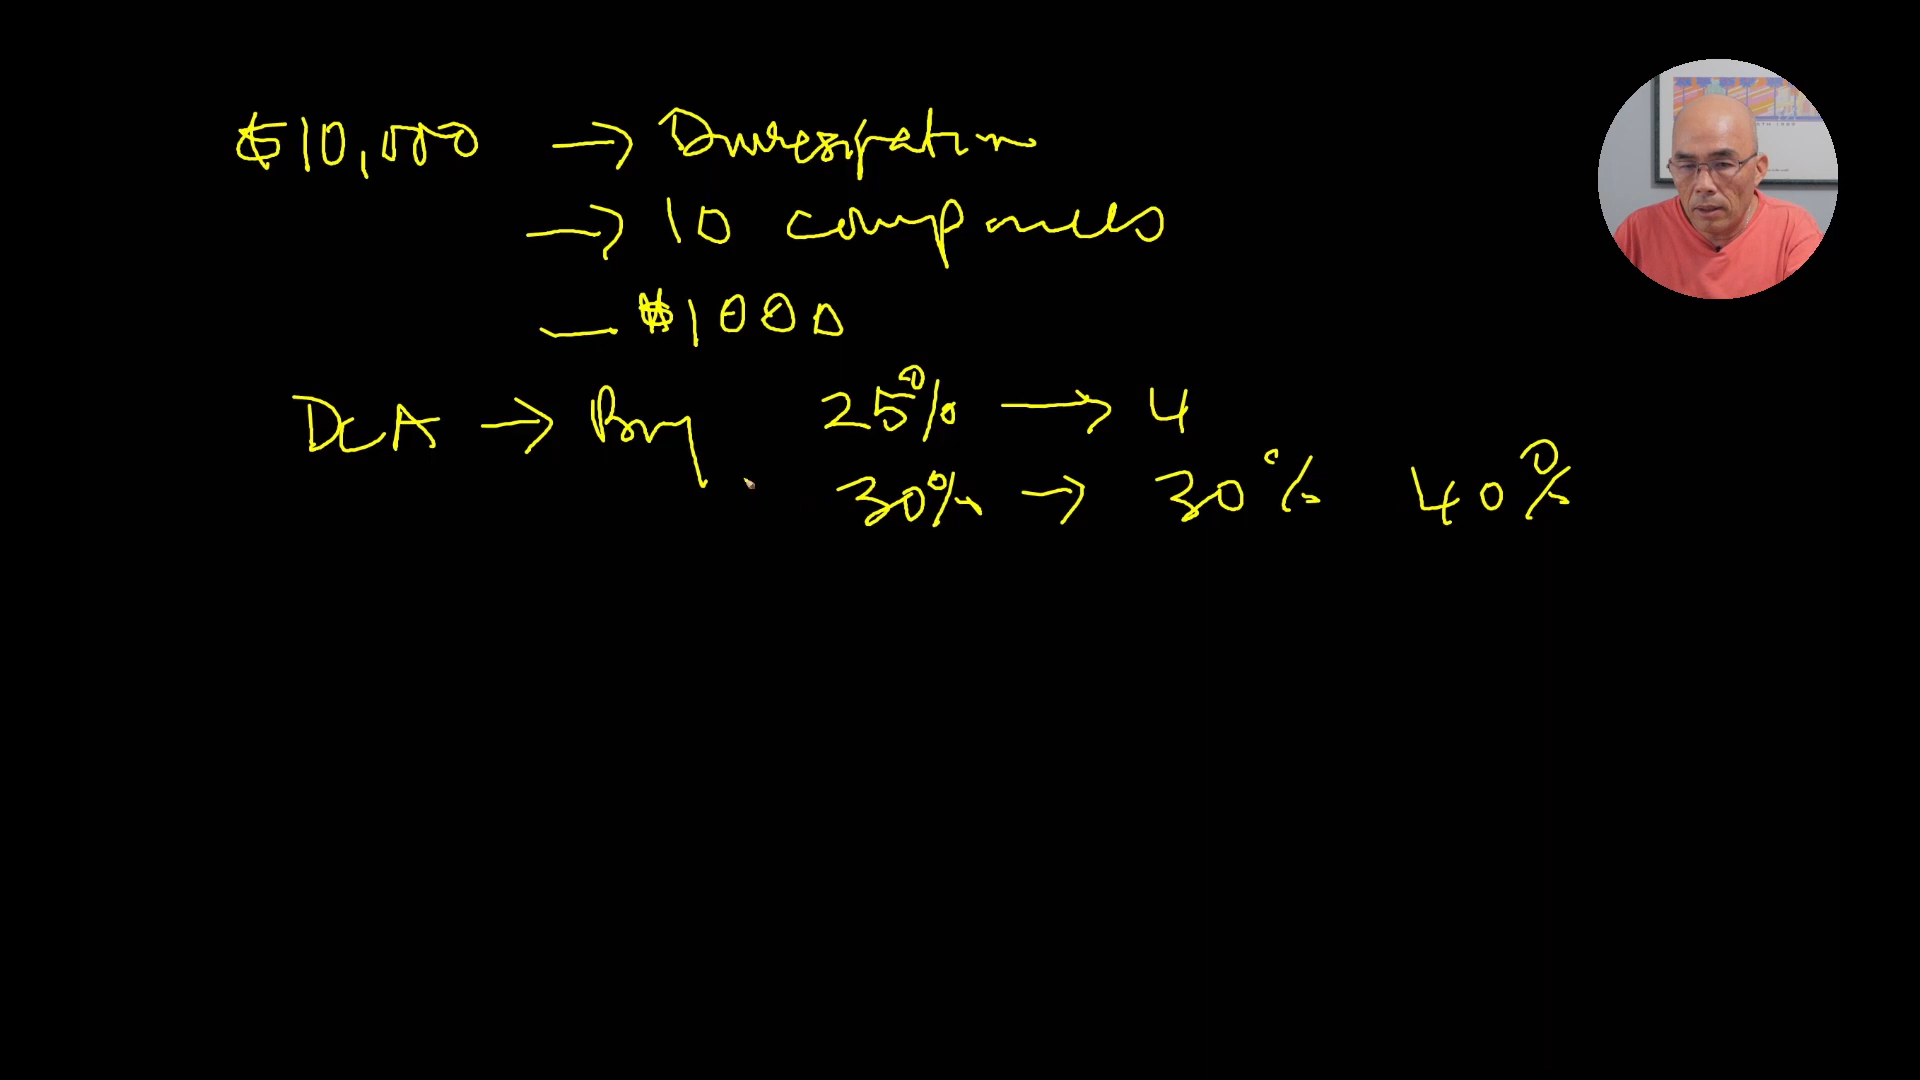 $10,000 → Diversification
→ 10 companies
— $1000
DCA → Buy 25% → 4
30% → 30% 40%